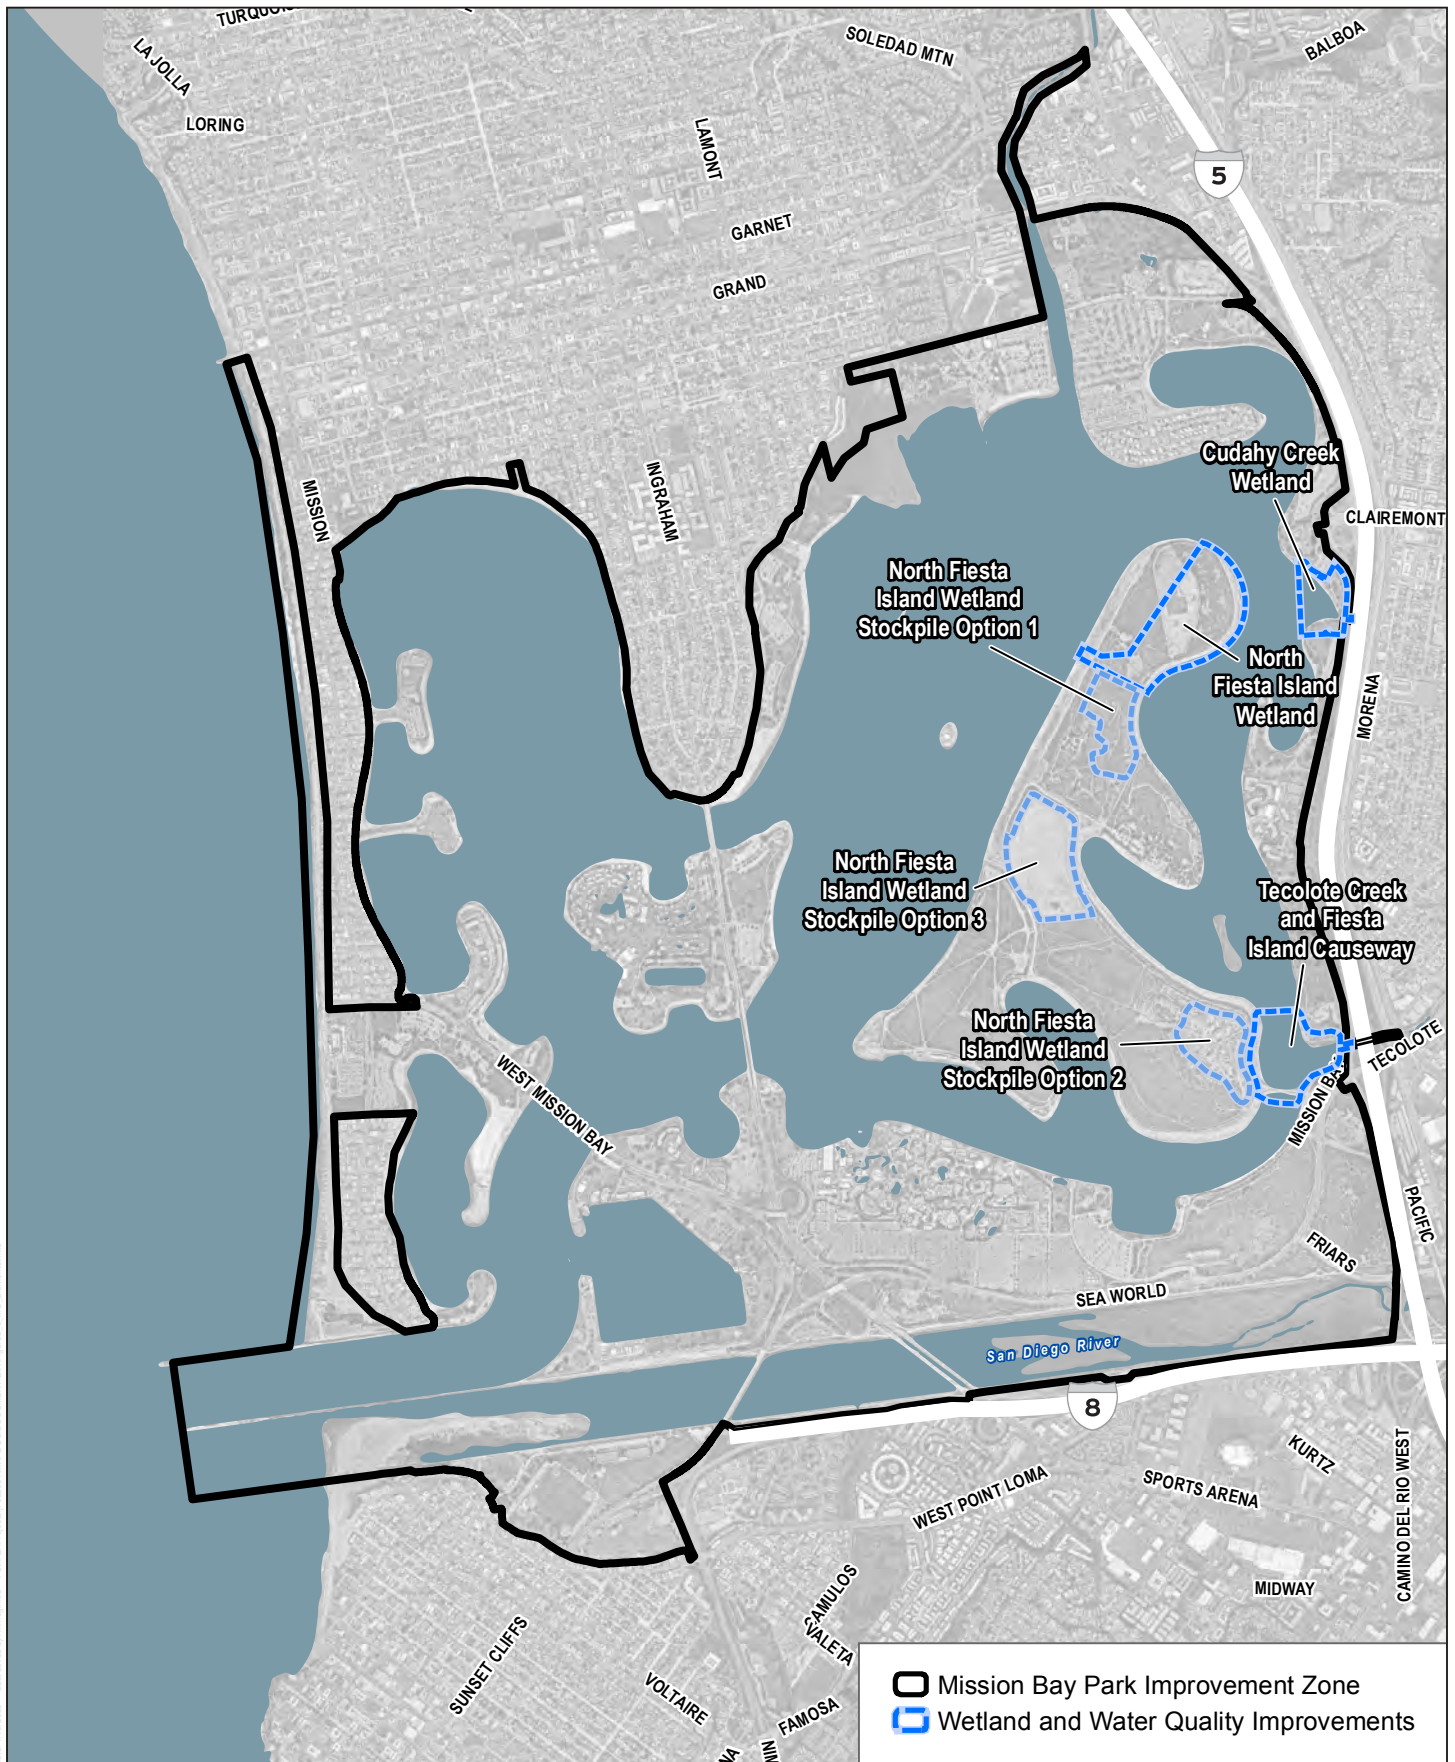 LA JOLLA
LORING
SOLEDAD MTN
BALBOA
LAMONT
5
GARNET
GRAND
MISSION
INGRAHAM
Cudahy Creek
Wetland
CLAIREMONT
North Fiesta
Island Wetland
Stockpile Option 1
North
Fiesta Island
Wetland
MORENA
North Fiesta
Island Wetland
Stockpile Option 3
Tecolote Creek
and Fiesta
Island Causeway
North Fiesta
Island Wetland
Stockpile Option 2
TECOLOTE
WEST MISSION BAY
PACIFIC
FRIARS
SEA WORLD
San Diego River
8
KURTZ
WEST POINT LOMA
SPORTS ARENA
CAMINO DEL RIO WEST
MIDWAY
CAMULOS
VALETA
SUNSET CLIFFS
VOLTAIRE
FAMOSA
Mission Bay Park Improvement Zone
Wetland and Water Quality Improvements